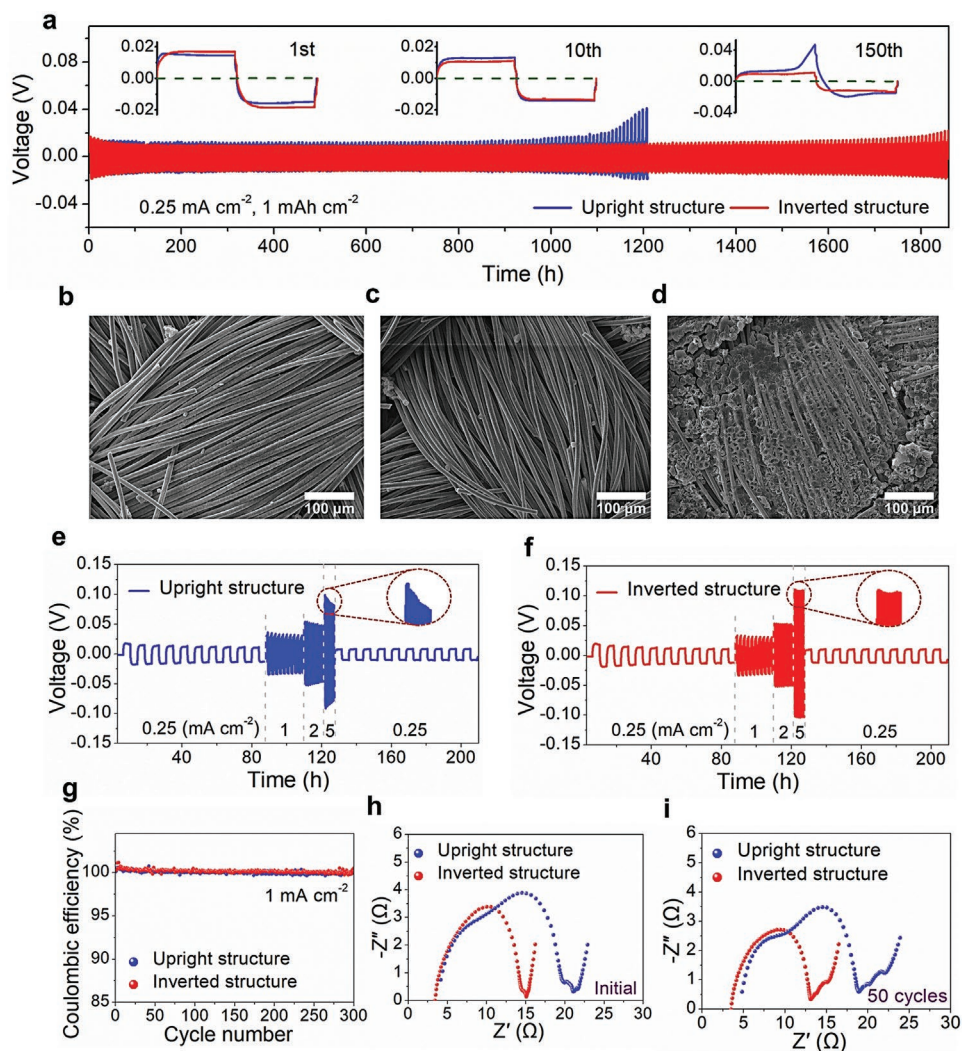 a
0.08
0.04
0.00
-0.04
Voltage (V)
0.02
0.00
-0.02
1st
0.02
0.00
-0.02
10th
0.04
0.00
-0.04
150th
0.25 mA cm⁻², 1 mAh cm⁻²
Upright structure
Inverted structure
0 200 400 600 800 1000 1200 1400 1600 1800
Time (h)
b
100 µm
c
100 µm
d
100 µm
e
0.15
0.10
0.05
0.00
-0.05
-0.10
-0.15
Voltage (V)
Upright structure
0.25 (mA cm⁻²) 1 2 5 0.25
40 80 120 160 200
Time (h)
f
0.15
0.10
0.05
0.00
-0.05
-0.10
-0.15
Voltage (V)
Inverted structure
0.25 (mA cm⁻²) 1 2 5 0.25
40 80 120 160 200
Time (h)
g
Coulombic efficiency (%)
100
95
90
85
1 mA cm⁻²
Upright structure
Inverted structure
0 50 100 150 200 250 300
Cycle number
h
6
5
4
3
2
1
0
-Z″ (Ω)
Upright structure
Inverted structure
Initial
0 5 10 15 20 25 30
Z′ (Ω)
i
6
5
4
3
2
1
0
-Z″ (Ω)
Upright structure
Inverted structure
50 cycles
0 5 10 15 20 25 30
Z′ (Ω)